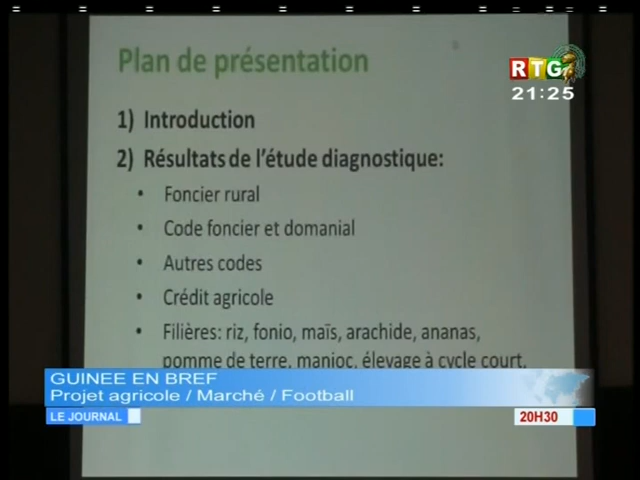 Plan de présentation
RTG
21:25
1) Introduction
2) Résultats de l'étude diagnostique:
• Foncier rural
• Code foncier et domanial
• Autres codes
• Crédit agricole
• Filières: riz, fonio, maïs, arachide, ananas,
pomme de terre, manioc, élevage à cycle court,
GUINEE EN BREF
Projet agricole / Marché / Football
LE JOURNAL
20H30